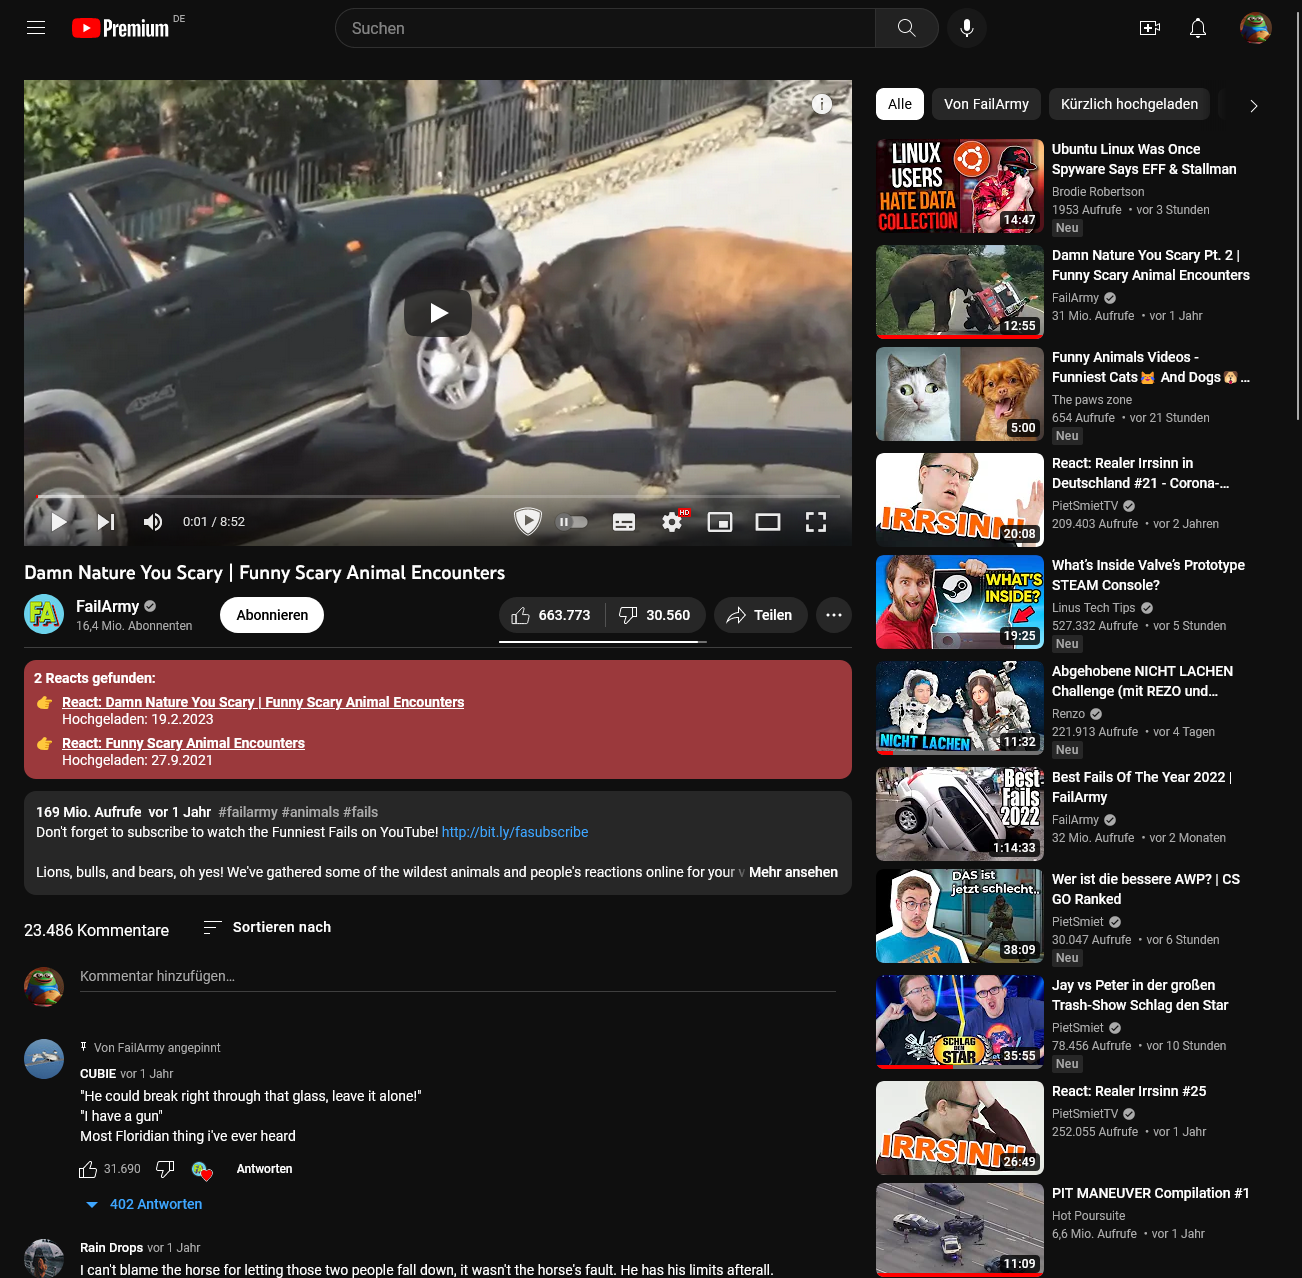 Premium
DE
Suchen
0:01 / 8:52
HD
Damn Nature You Scary | Funny Scary Animal Encounters
FA
FailArmy
16,4 Mio. Abonnenten
Abonnieren
663.773
30.560
Teilen
2 Reacts gefunden:
React: Damn Nature You Scary | Funny Scary Animal Encounters
Hochgeladen: 19.2.2023
React: Funny Scary Animal Encounters
Hochgeladen: 27.9.2021
169 Mio. Aufrufe vor 1 Jahr #failarmy #animals #fails
Don't forget to subscribe to watch the Funniest Fails on YouTube! http://bit.ly/fasubscribe
Lions, bulls, and bears, oh yes! We've gathered some of the wildest animals and people's reactions online for your v Mehr ansehen
23.486 Kommentare
Sortieren nach
Kommentar hinzufügen...
Von FailArmy angepinnt
CUBIE vor 1 Jahr
"He could break right through that glass, leave it alone!"
"I have a gun"
Most Floridian thing i've ever heard
31.690
Antworten
402 Antworten
Rain Drops vor 1 Jahr
I can't blame the horse for letting those two people fall down, it wasn't the horse's fault. He has his limits afterall.
Alle
Von FailArmy
Kürzlich hochgeladen
LINUX
USERS
HATE DATA
COLLECTION
14:47
Ubuntu Linux Was Once
Spyware Says EFF & Stallman
Brodie Robertson
1953 Aufrufe • vor 3 Stunden
Neu
12:55
Damn Nature You Scary Pt. 2 |
Funny Scary Animal Encounters
FailArmy
31 Mio. Aufrufe • vor 1 Jahr
5:00
Funny Animals Videos -
Funniest Cats🐱 And Dogs🐶...
The paws zone
654 Aufrufe • vor 21 Stunden
Neu
IRRSINN!
20:08
React: Realer Irrsinn in
Deutschland #21 - Corona-...
PietSmietTV
209.403 Aufrufe • vor 2 Jahren
WHAT'S
INSIDE?
19:25
What's Inside Valve's Prototype
STEAM Console?
Linus Tech Tips
527.332 Aufrufe • vor 5 Stunden
Neu
NICHT LACHEN
11:32
Abgehobene NICHT LACHEN
Challenge (mit REZO und...
Renzo
221.913 Aufrufe • vor 4 Tagen
Neu
Best
Fails
2022
1:14:33
Best Fails Of The Year 2022 |
FailArmy
FailArmy
32 Mio. Aufrufe • vor 2 Monaten
DAS ist
jetzt schlecht..
38:09
Wer ist die bessere AWP? | CS
GO Ranked
PietSmiet
30.047 Aufrufe • vor 6 Stunden
Neu
SCHLAG
DEN
STAR
35:55
Jay vs Peter in der großen
Trash-Show Schlag den Star
PietSmiet
78.456 Aufrufe • vor 10 Stunden
Neu
IRRSINN!
26:49
React: Realer Irrsinn #25
PietSmietTV
252.055 Aufrufe • vor 1 Jahr
11:09
PIT MANEUVER Compilation #1
Hot Poursuite
6,6 Mio. Aufrufe • vor 1 Jahr